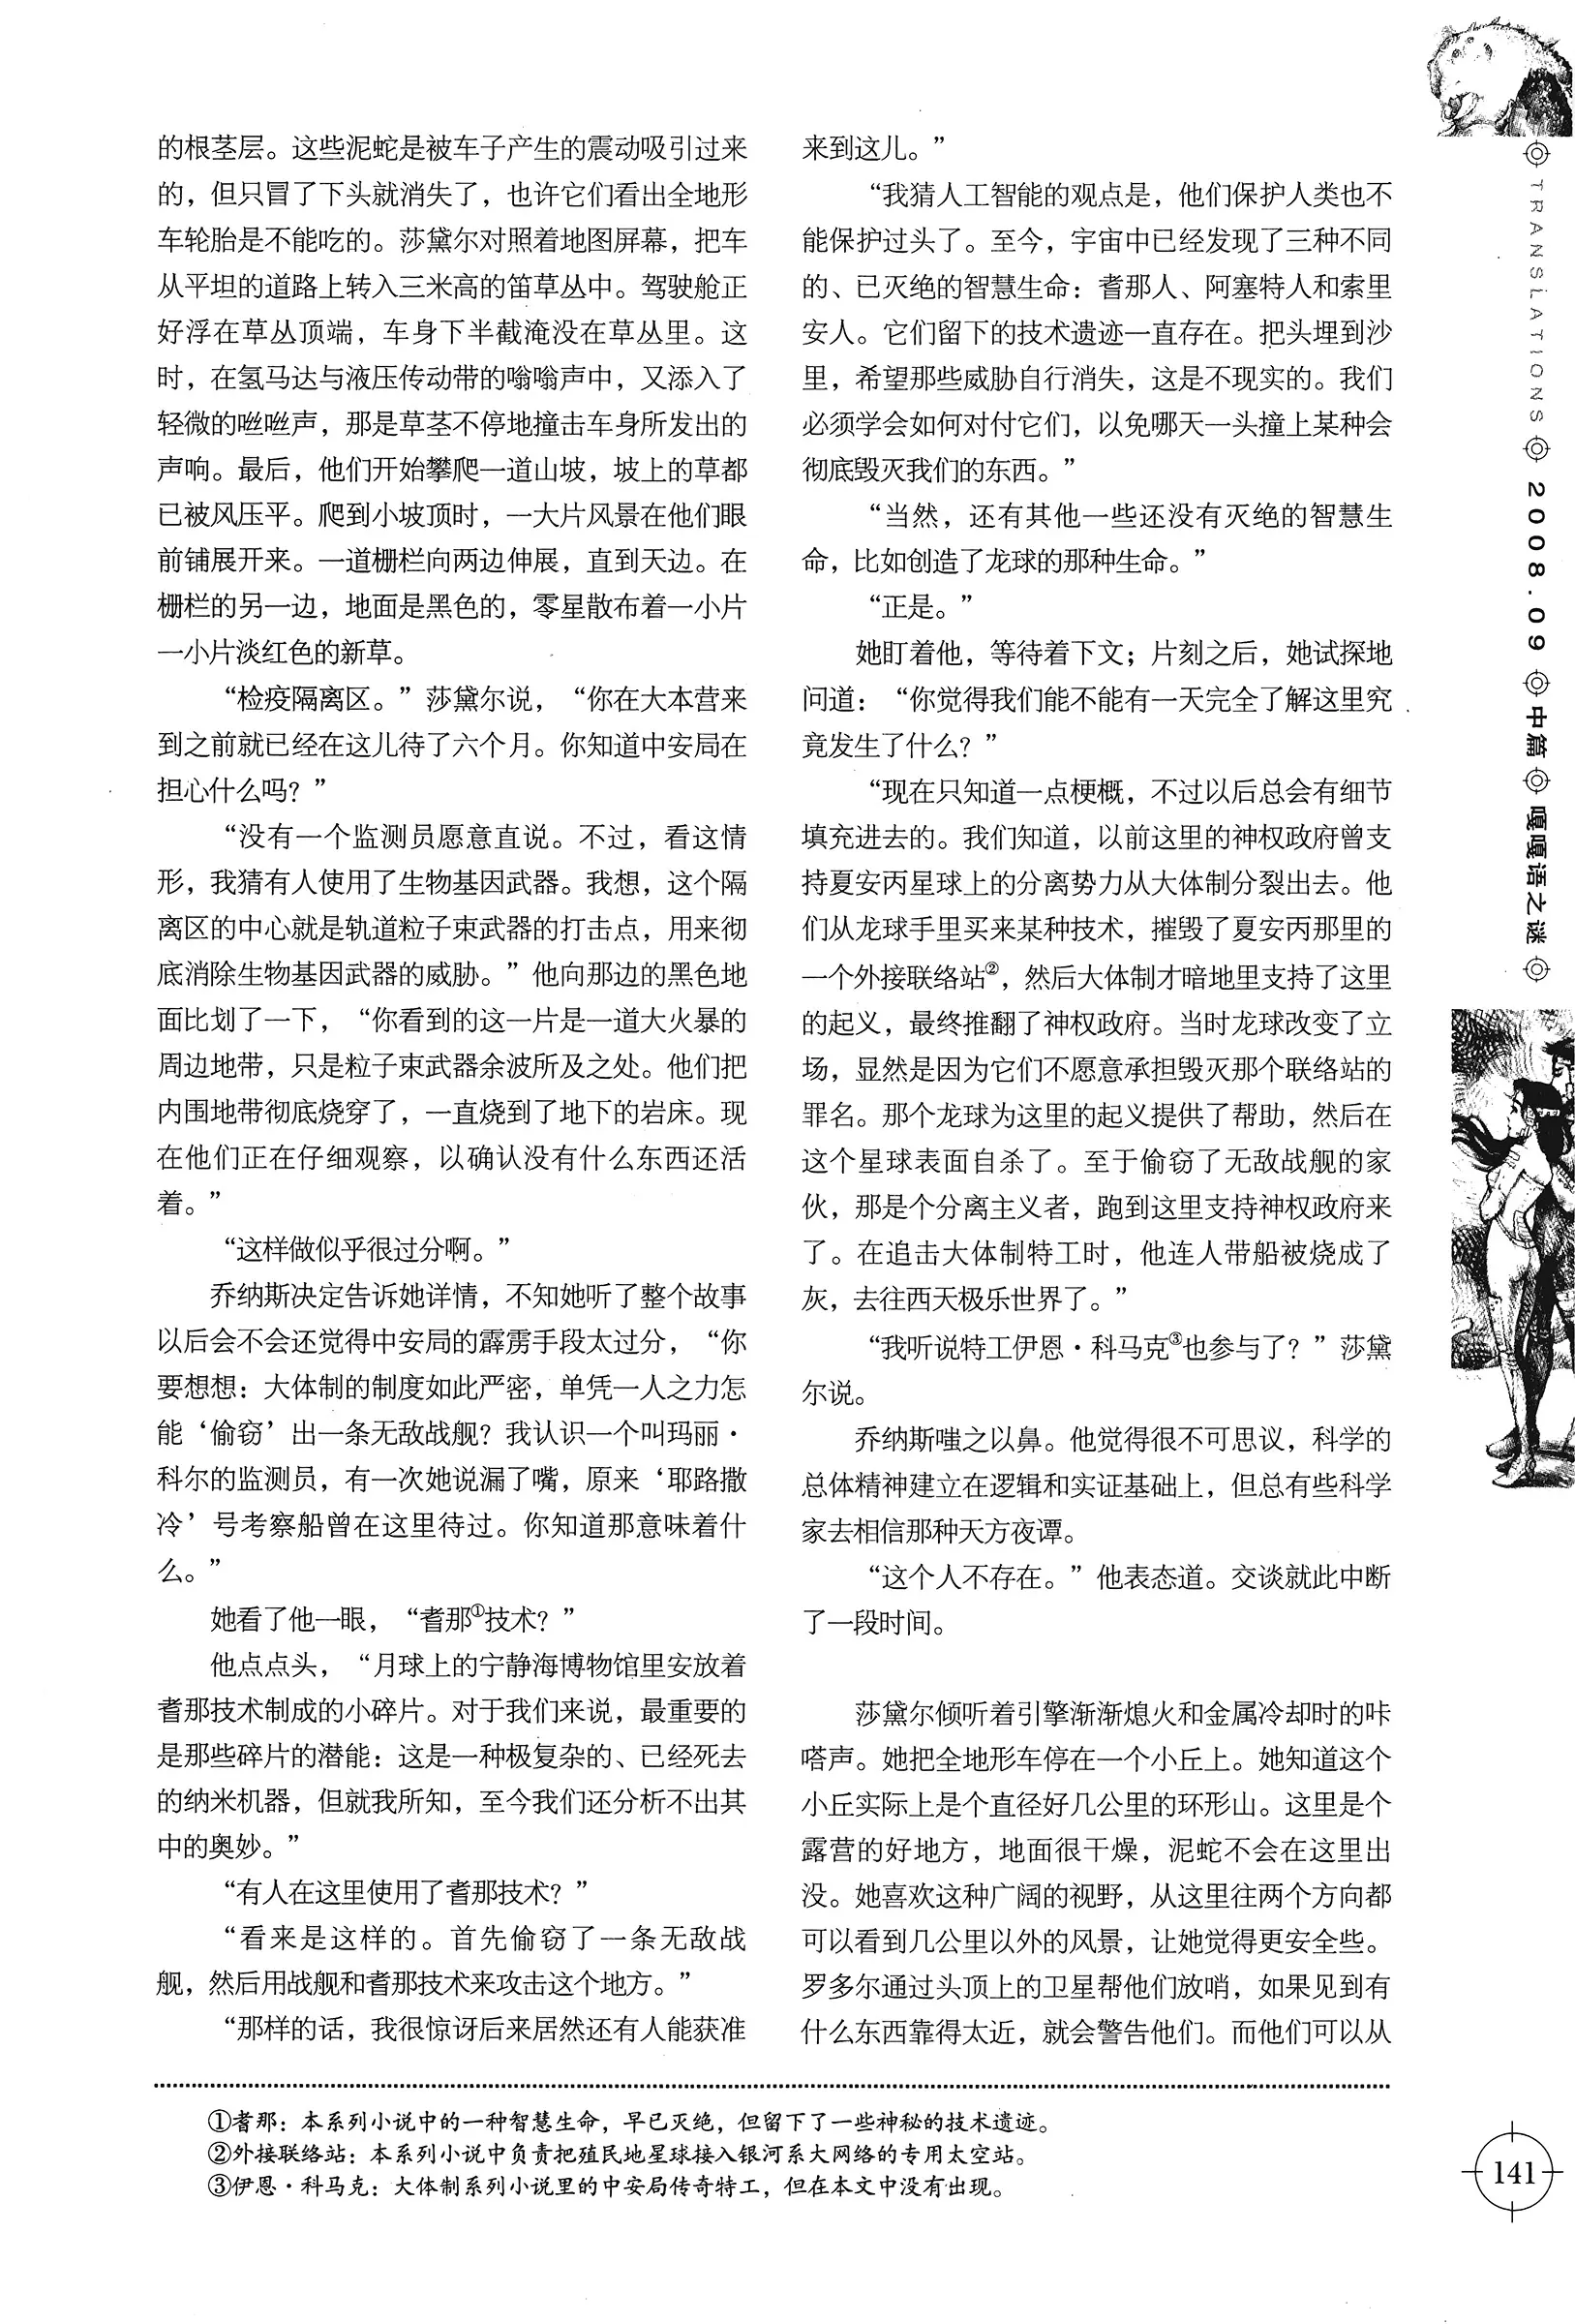 的根茎层。这些泥蛇是被车子产生的震动吸引过来
的，但只冒了下头就消失了，也许它们看出全地形
车轮胎是不能吃的。莎黛尔对照着地图屏幕，把车
从平坦的道路上转入三米高的笛草丛中。驾驶舱正
好浮在草丛顶端，车身下半截淹没在草丛里。这
时，在氢马达与液压传动带的嗡嗡声中，又添入了
轻微的咝咝声，那是草茎不停地撞击车身所发出的
声响。最后，他们开始攀爬一道山坡，坡上的草都
已被风压平。爬到小坡顶时，一大片风景在他们眼
前铺展开来。一道栅栏向两边伸展，直到天边。在
栅栏的另一边，地面是黑色的，零星散布着一小片
一小片淡红色的新草。
“检疫隔离区。”莎黛尔说，“你在大本营来
到之前就已经在这儿待了六个月。你知道中安局在
担心什么吗？”
“没有一个监测员愿意直说。不过，看这情
形，我猜有人使用了生物基因武器。我想，这个隔
离区的中心就是轨道粒子束武器的打击点，用来彻
底消除生物基因武器的威胁。”他向那边的黑色地
面比划了一下，“你看到的这一片是一道大火暴的
周边地带，只是粒子束武器余波所及之处。他们把
内围地带彻底烧穿了，一直烧到了地下的岩床。现
在他们正在仔细观察，以确认没有什么东西还活
着。”
“这样做似乎很过分啊。”
乔纳斯决定告诉她详情，不知她听了整个故事
以后会不会还觉得中安局的霹雳手段太过分，“你
要想想：大体制的制度如此严密，单凭一人之力怎
能‘偷窃’出一条无敌战舰？我认识一个叫玛丽·
科尔的监测员，有一次她说漏了嘴，原来‘耶路撒
冷’号考察船曾在这里待过。你知道那意味着什
么。”
她看了他一眼，“耆那①技术？”
他点点头，“月球上的宁静海博物馆里安放着
耆那技术制成的小碎片。对于我们来说，最重要的
是那些碎片的潜能：这是一种极复杂的、已经死去
的纳米机器，但就我所知，至今我们还分析不出其
中的奥妙。”
“有人在这里使用了耆那技术？”
“看来是这样的。首先偷窃了一条无敌战
舰，然后用战舰和耆那技术来攻击这个地方。”
“那样的话，我很惊讶后来居然还有人能获准
来到这儿。”
“我猜人工智能的观点是，他们保护人类也不
能保护过头了。至今，宇宙中已经发现了三种不同
的、已灭绝的智慧生命：耆那人、阿塞特人和索里
安人。它们留下的技术遗迹一直存在。把头埋到沙
里，希望那些威胁自行消失，这是不现实的。我们
必须学会如何对付它们，以免哪天一头撞上某种会
彻底毁灭我们的东西。”
“当然，还有其他一些还没有灭绝的智慧生
命，比如创造了龙球的那种生命。”
“正是。”
她盯着他，等待着下文；片刻之后，她试探地
问道：“你觉得我们能不能有一天完全了解这里究
竟发生了什么？”
“现在只知道一点梗概，不过以后总会有细节
填充进去的。我们知道，以前这里的神权政府曾支
持夏安丙星球上的分离势力从大体制分裂出去。他
们从龙球手里买来某种技术，摧毁了夏安丙那里的
一个外接联络站②，然后大体制才暗地里支持了这里
的起义，最终推翻了神权政府。当时龙球改变了立
场，显然是因为它们不愿意承担毁灭那个联络站的
罪名。那个龙球为这里的起义提供了帮助，然后在
这个星球表面自杀了。至于偷窃了无敌战舰的家
伙，那是个分离主义者，跑到这里支持神权政府来
了。在追击大体制特工时，他连人带船被烧成了
灰，去往西天极乐世界了。”
“我听说特工伊恩·科马克③也参与了？”莎黛
尔说。
乔纳斯嗤之以鼻。他觉得很不可思议，科学的
总体精神建立在逻辑和实证基础上，但总有些科学
家去相信那种天方夜谭。
“这个人不存在。”他表态道。交谈就此中断
了一段时间。
莎黛尔倾听着引擎渐渐熄火和金属冷却时的咔
嗒声。她把全地形车停在一个小丘上。她知道这个
小丘实际上是个直径好几公里的环形山。这里是个
露营的好地方，地面很干燥，泥蛇不会在这里出
没。她喜欢这种广阔的视野，从这里往两个方向都
可以看到几公里以外的风景，让她觉得更安全些。
罗多尔通过头顶上的卫星帮他们放哨，如果见到有
什么东西靠得太近，就会警告他们。而他们可以从
①耆那：本系列小说中的一种智慧生命，早已灭绝，但留下了一些神秘的技术遗迹。
②外接联络站：本系列小说中负责把殖民地星球接入银河系大网络的专用太空站。
③伊恩·科马克：大体制系列小说里的中安局传奇特工，但在本文中没有出现。
TRANSLATIONS 2008.09 中篇 嘎嘎语之谜
141